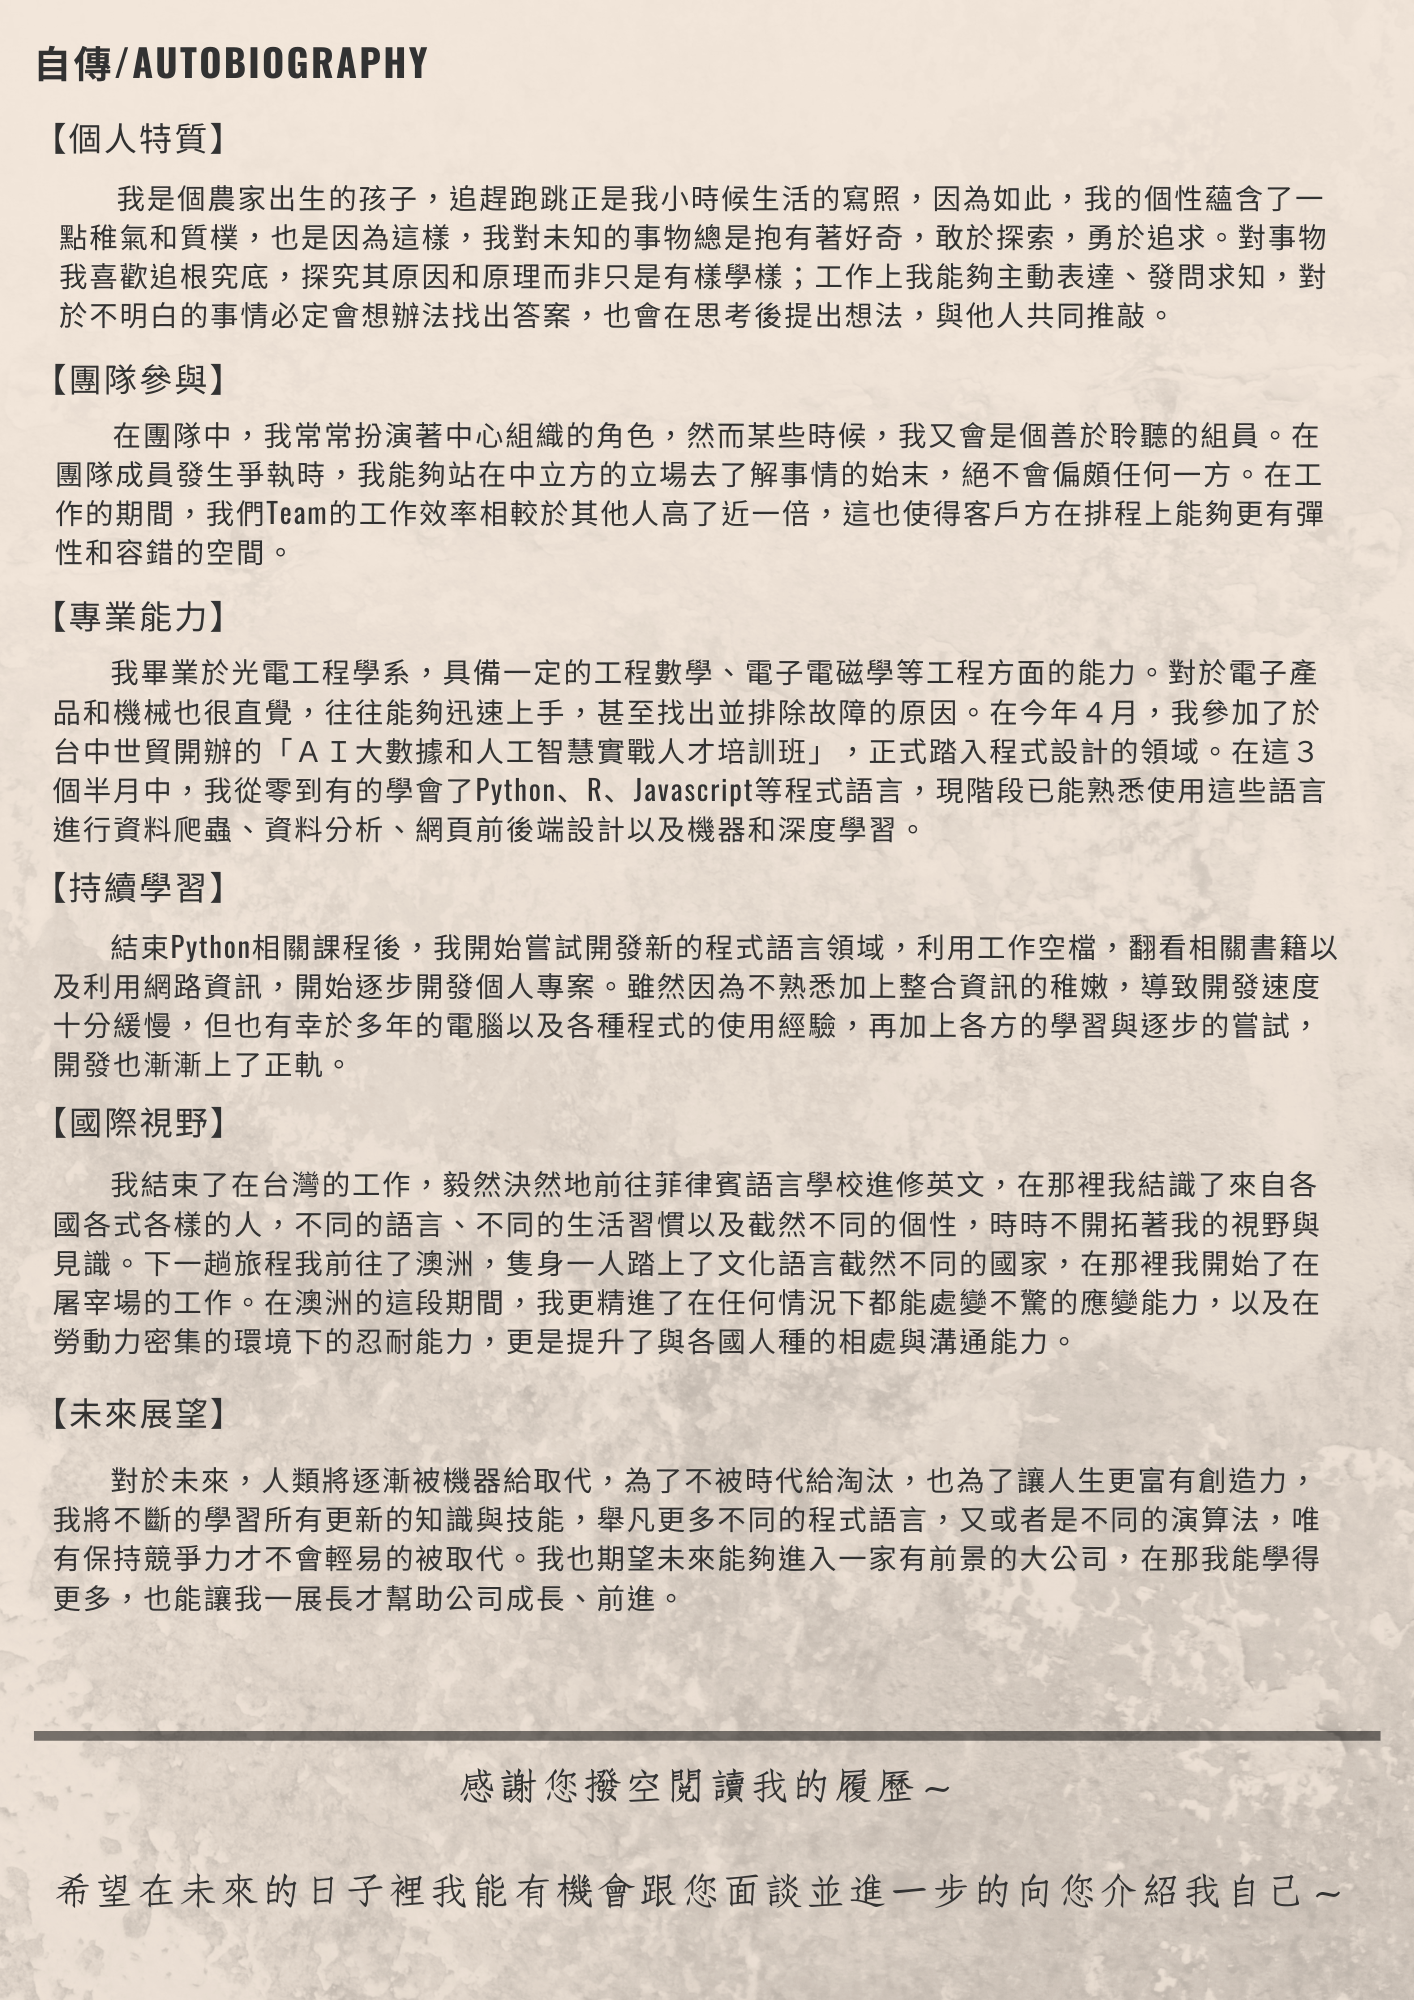 自傳/AUTOBIOGRAPHY
【個人特質】
我是個農家出生的孩子，追趕跑跳正是我小時候生活的寫照，因為如此，我的個性蘊含了一
點稚氣和質樸，也是因為這樣，我對未知的事物總是抱有著好奇，敢於探索，勇於追求。對事物
我喜歡追根究底，探究其原因和原理而非只是有樣學樣；工作上我能夠主動表達、發問求知，對
於不明白的事情必定會想辦法找出答案，也會在思考後提出想法，與他人共同推敲。
【團隊參與】
在團隊中，我常常扮演著中心組織的角色，然而某些時候，我又會是個善於聆聽的組員。在
團隊成員發生爭執時，我能夠站在中立方的立場去了解事情的始末，絕不會偏頗任何一方。在工
作的期間，我們Team的工作效率相較於其他人高了近一倍，這也使得客戶方在排程上能夠更有彈
性和容錯的空間。
【專業能力】
我畢業於光電工程學系，具備一定的工程數學、電子電磁學等工程方面的能力。對於電子產
品和機械也很直覺，往往能夠迅速上手，甚至找出並排除故障的原因。在今年４月，我參加了於
台中世貿開辦的「ＡＩ大數據和人工智慧實戰人才培訓班」，正式踏入程式設計的領域。在這３
個半月中，我從零到有的學會了Python、R、Javascript等程式語言，現階段已能熟悉使用這些語言
進行資料爬蟲、資料分析、網頁前後端設計以及機器和深度學習。
【持續學習】
結束Python相關課程後，我開始嘗試開發新的程式語言領域，利用工作空檔，翻看相關書籍以
及利用網路資訊，開始逐步開發個人專案。雖然因為不熟悉加上整合資訊的稚嫩，導致開發速度
十分緩慢，但也有幸於多年的電腦以及各種程式的使用經驗，再加上各方的學習與逐步的嘗試，
開發也漸漸上了正軌。
【國際視野】
我結束了在台灣的工作，毅然決然地前往菲律賓語言學校進修英文，在那裡我結識了來自各
國各式各樣的人，不同的語言、不同的生活習慣以及截然不同的個性，時時不開拓著我的視野與
見識。下一趟旅程我前往了澳洲，隻身一人踏上了文化語言截然不同的國家，在那裡我開始了在
屠宰場的工作。在澳洲的這段期間，我更精進了在任何情況下都能處變不驚的應變能力，以及在
勞動力密集的環境下的忍耐能力，更是提升了與各國人種的相處與溝通能力。
【未來展望】
對於未來，人類將逐漸被機器給取代，為了不被時代給淘汰，也為了讓人生更富有創造力，
我將不斷的學習所有更新的知識與技能，舉凡更多不同的程式語言，又或者是不同的演算法，唯
有保持競爭力才不會輕易的被取代。我也期望未來能夠進入一家有前景的大公司，在那我能學得
更多，也能讓我一展長才幫助公司成長、前進。
感謝您撥空閱讀我的履歷~
希望在未來的日子裡我能有機會跟您面談並進一步的向您介紹我自己~